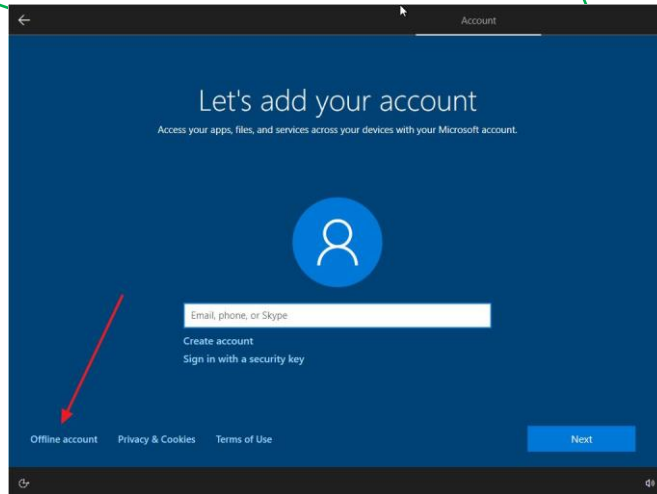 Account
Let's add your account
Access your apps, files, and services across your devices with your Microsoft account.
Email, phone, or Skype
Create account
Sign in with a security key
Offline account Privacy & Cookies Terms of Use Next